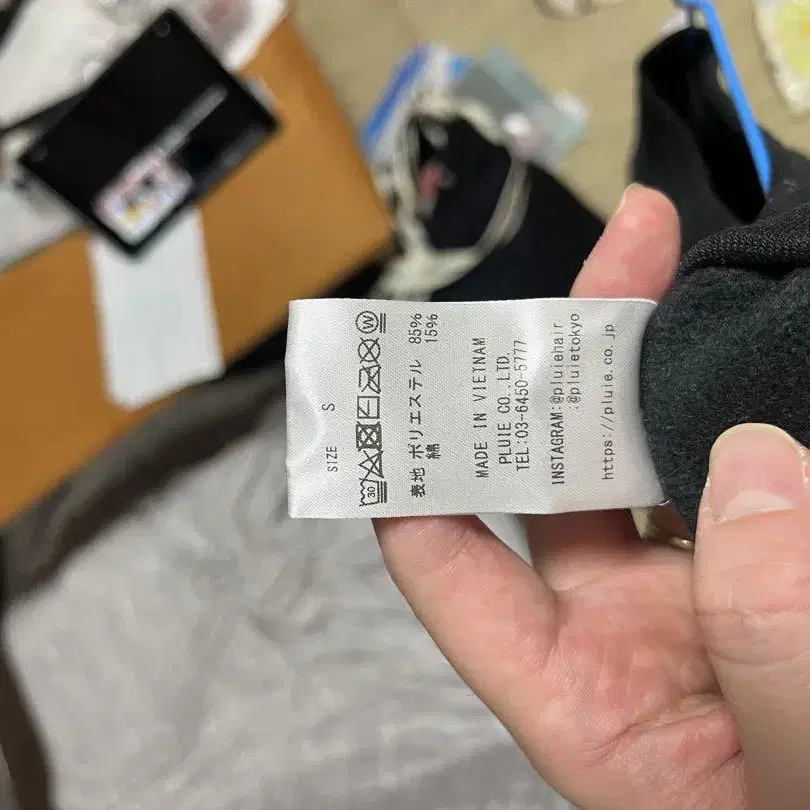 SIZE S
30
W
表地 ポリエステル 85%
綿 15%
MADE IN VIETNAM
PLUIE CO.,LTD.
TEL:03-6450-5777
INSTAGRAM:@pluiehair
:@pluietokyo
https://pluie.co.jp